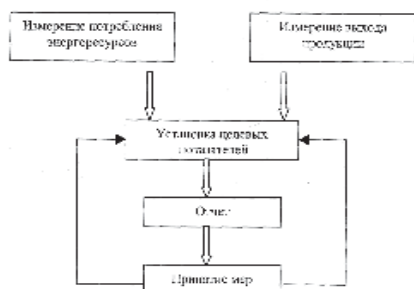 Измерение потребления
энергоресурсов
Измерение выхода
продукции
Установка целевых
показателей
Отчет
Принятие мер